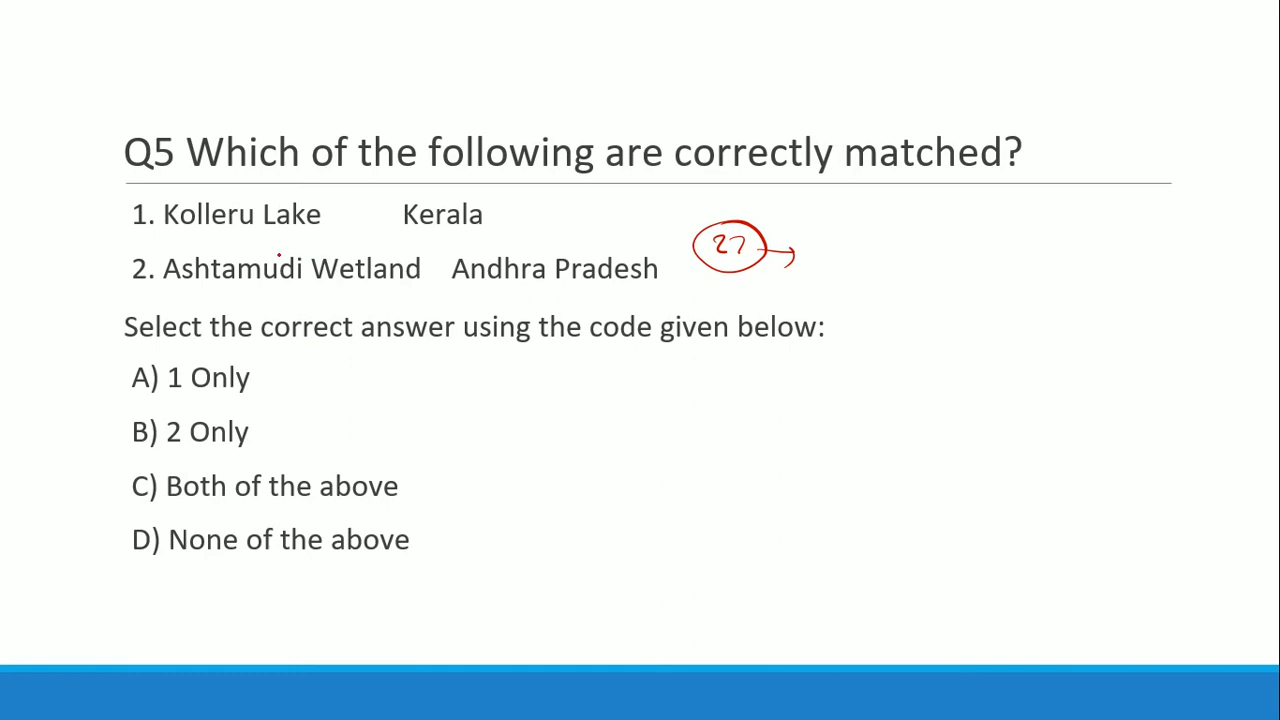 Q5 Which of the following are correctly matched?
1. Kolleru Lake Kerala
27
2. Ashtamudi Wetland Andhra Pradesh
Select the correct answer using the code given below:
A) 1 Only
B) 2 Only
C) Both of the above
D) None of the above